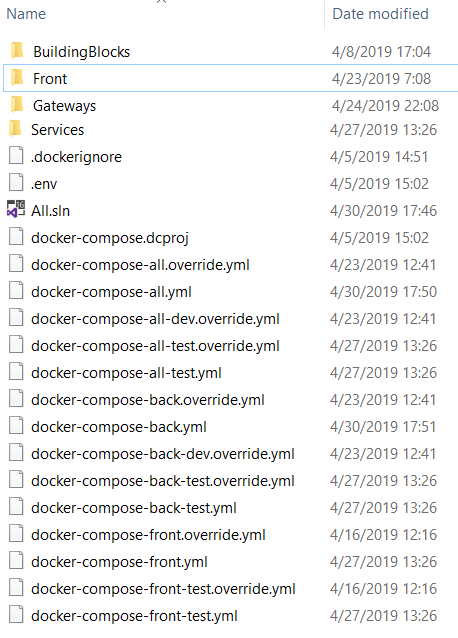 Name Date modified
BuildingBlocks 4/8/2019 17:04
Front 4/23/2019 7:08
Gateways 4/24/2019 22:08
Services 4/27/2019 13:26
.dockerignore 4/5/2019 14:51
.env 4/5/2019 15:02
All.sln 4/30/2019 17:46
docker-compose.dcproj 4/5/2019 15:02
docker-compose-all.override.yml 4/23/2019 12:41
docker-compose-all.yml 4/30/2019 17:50
docker-compose-all-dev.override.yml 4/23/2019 12:41
docker-compose-all-test.override.yml 4/27/2019 13:26
docker-compose-all-test.yml 4/27/2019 13:26
docker-compose-back.override.yml 4/23/2019 12:41
docker-compose-back.yml 4/30/2019 17:51
docker-compose-back-dev.override.yml 4/23/2019 12:41
docker-compose-back-test.override.yml 4/27/2019 13:26
docker-compose-back-test.yml 4/27/2019 13:26
docker-compose-front.override.yml 4/16/2019 12:16
docker-compose-front.yml 4/27/2019 13:26
docker-compose-front-test.override.yml 4/16/2019 12:16
docker-compose-front-test.yml 4/27/2019 13:26